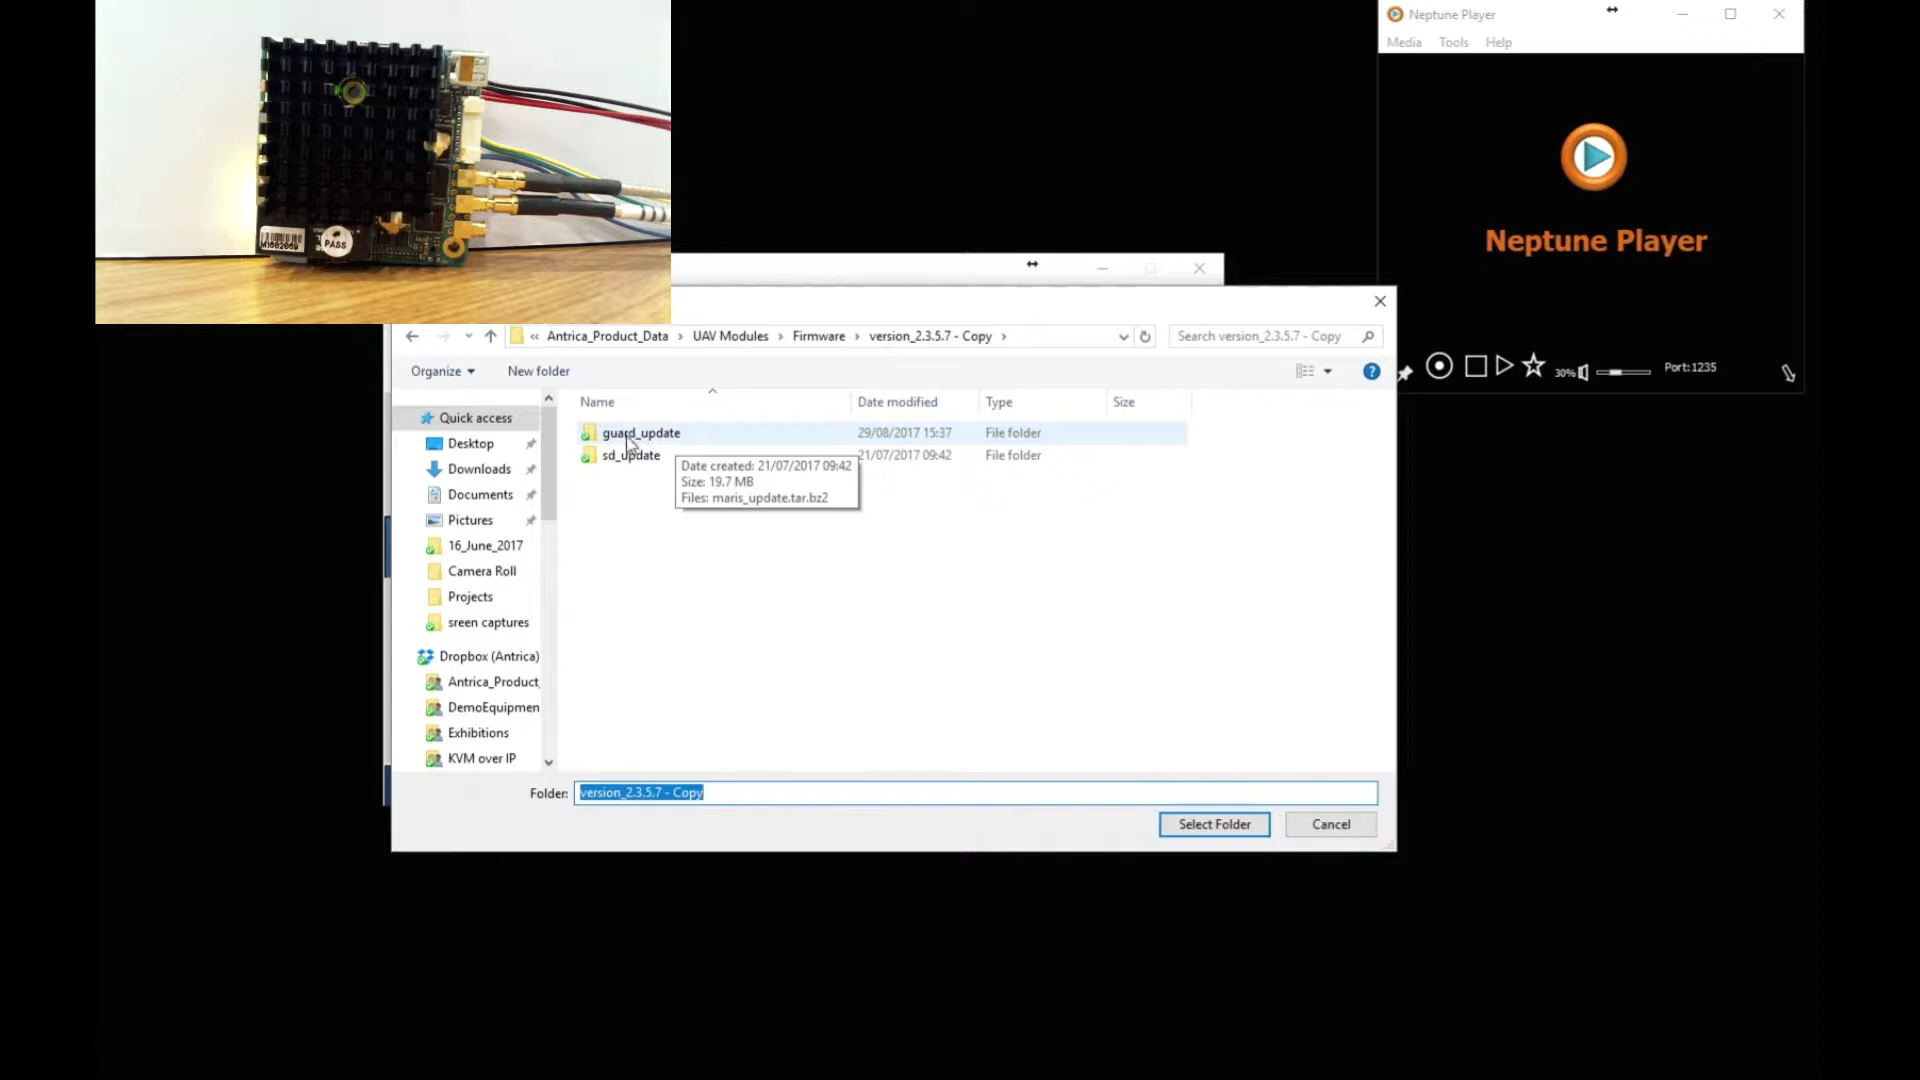 Neptune Player
Media Tools Help
Neptune Player
30%
Port:1235
M1602069
PASS
« Antrica_Product_Data › UAV Modules › Firmware › version_2.3.5.7 - Copy ›
Search version_2.3.5.7 - Copy
Organize
New folder
Name
Date modified
Type
Size
Quick access
Desktop
Downloads
Documents
Pictures
16_June_2017
Camera Roll
Projects
sreen captures
Dropbox (Antrica)
Antrica_Product_
DemoEquipmen
Exhibitions
KVM over IP
guard_update 29/08/2017 15:37 File folder
sd_update 21/07/2017 09:42 File folder
Date created: 21/07/2017 09:42
Size: 19.7 MB
Files: maris_update.tar.bz2
Folder: version_2.3.5.7 - Copy
Select Folder
Cancel